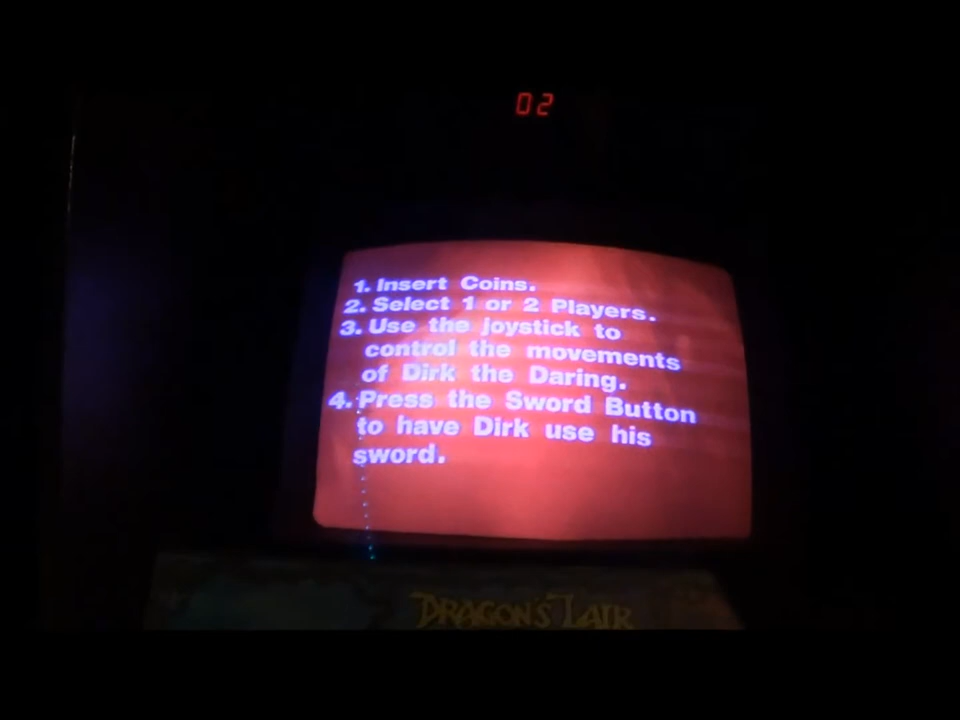 02
1. Insert Coins.
2. Select 1 or 2 Players.
3. Use the joystick to
control the movements
of Dirk the Daring.
4. Press the Sword Button
to have Dirk use his
sword.
DRAGON'S LAIR